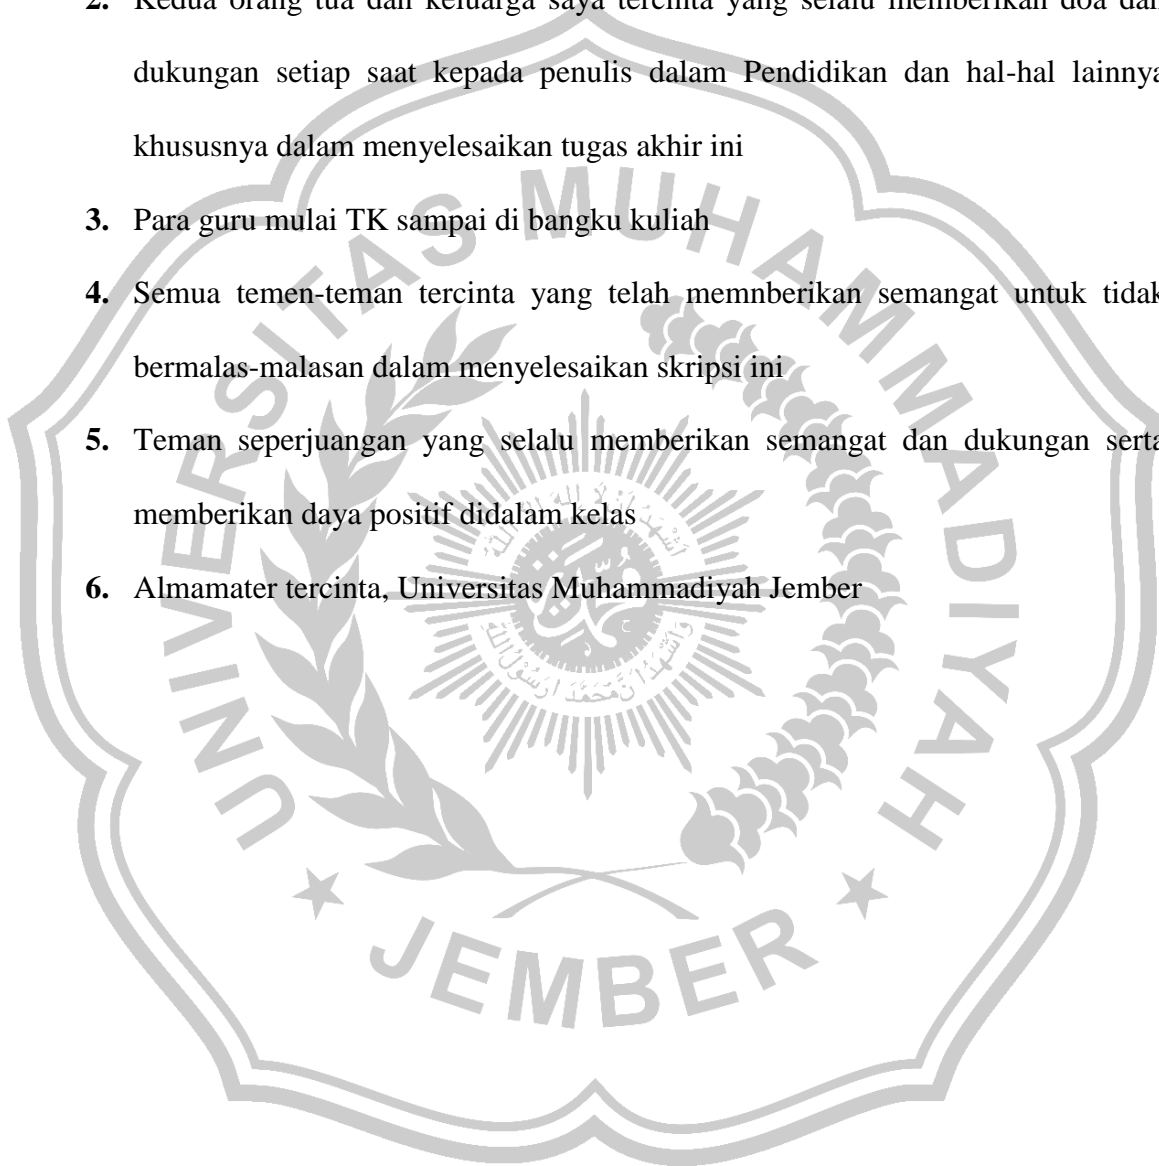 2. Kedua orang tua dan keluarga saya tercinta yang selalu memberikan doa dan
dukungan setiap saat kepada penulis dalam Pendidikan dan hal-hal lainnya
khususnya dalam menyelesaikan tugas akhir ini
3. Para guru mulai TK sampai di bangku kuliah
4. Semua temen-teman tercinta yang telah memnberikan semangat untuk tidak
bermalas-malasan dalam menyelesaikan skripsi ini
5. Teman seperjuangan yang selalu memberikan semangat dan dukungan serta
memberikan daya positif didalam kelas
6. Almamater tercinta, Universitas Muhammadiyah Jember
UNIVERSITAS MUHAMMADIYAH
JEMBER